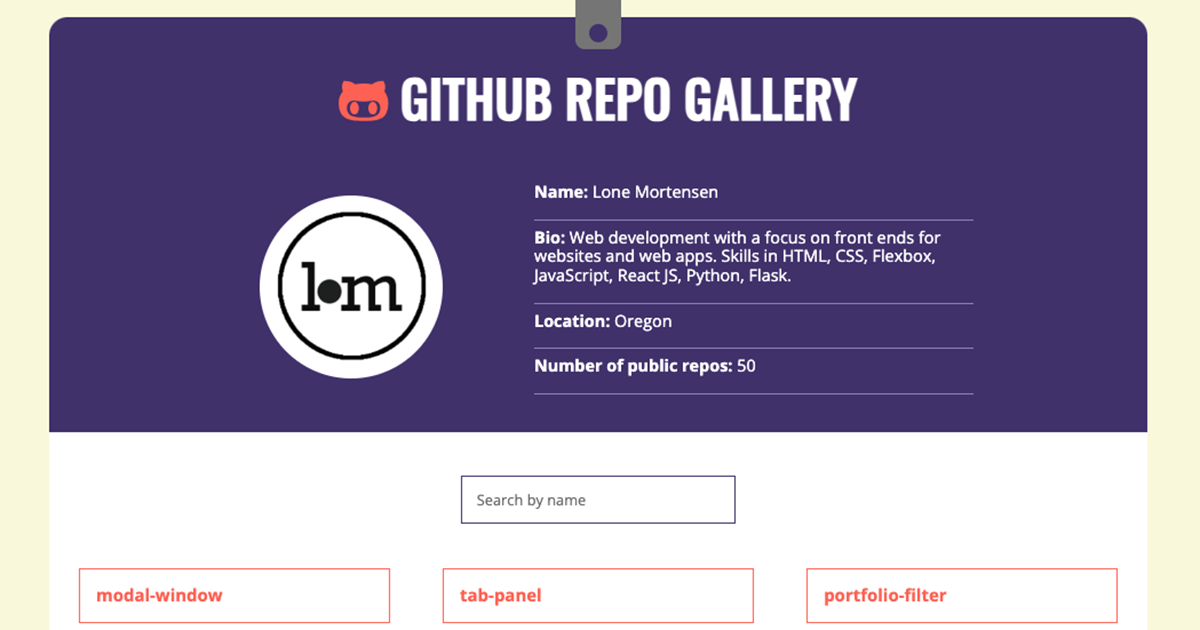 GITHUB REPO GALLERY
l•m
Name: Lone Mortensen
Bio: Web development with a focus on front ends for
websites and web apps. Skills in HTML, CSS, Flexbox,
JavaScript, React JS, Python, Flask.
Location: Oregon
Number of public repos: 50
Search by name
modal-window
tab-panel
portfolio-filter